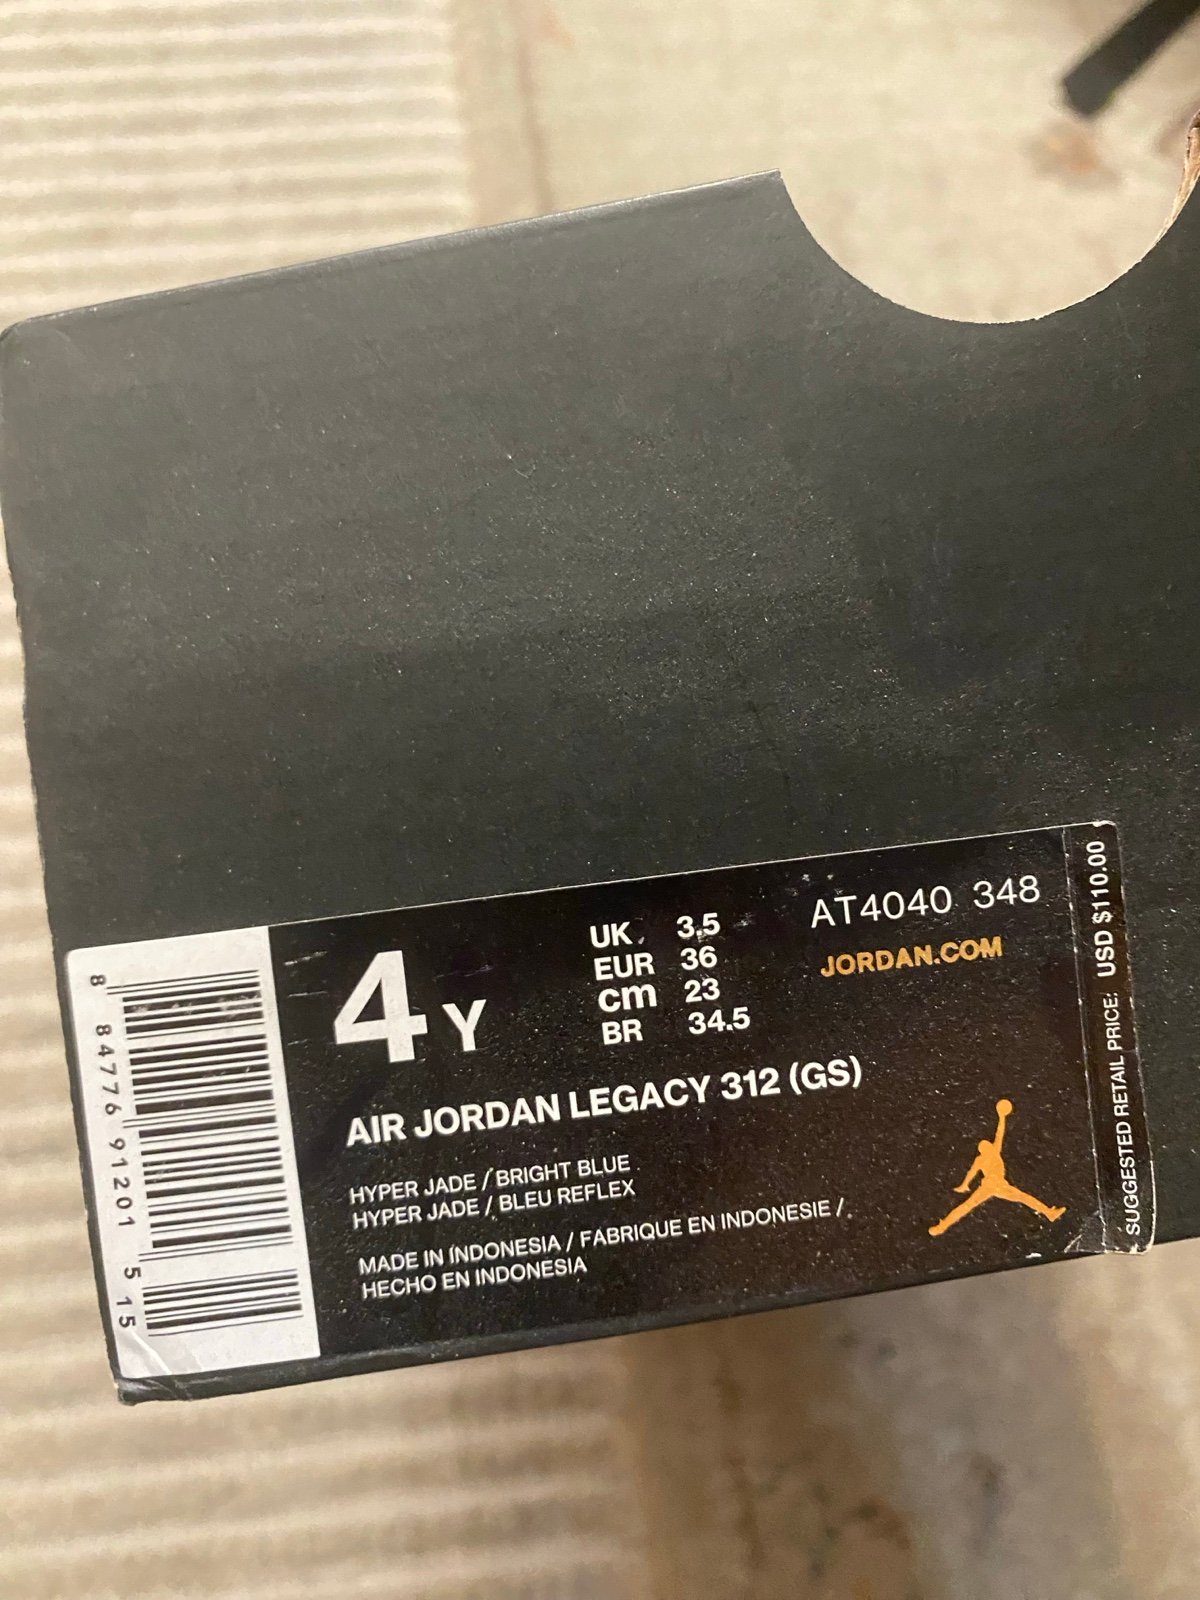 4 Y
UK 3.5
EUR 36
cm 23
BR 34.5
AT4040 348
JORDAN.COM
AIR JORDAN LEGACY 312 (GS)
HYPER JADE / BRIGHT BLUE
HYPER JADE / BLEU REFLEX
MADE IN INDONESIA / FABRIQUE EN INDONESIE /
HECHO EN INDONESIA
SUGGESTED RETAIL PRICE: USD $110.00
8 84776 91201 5 15